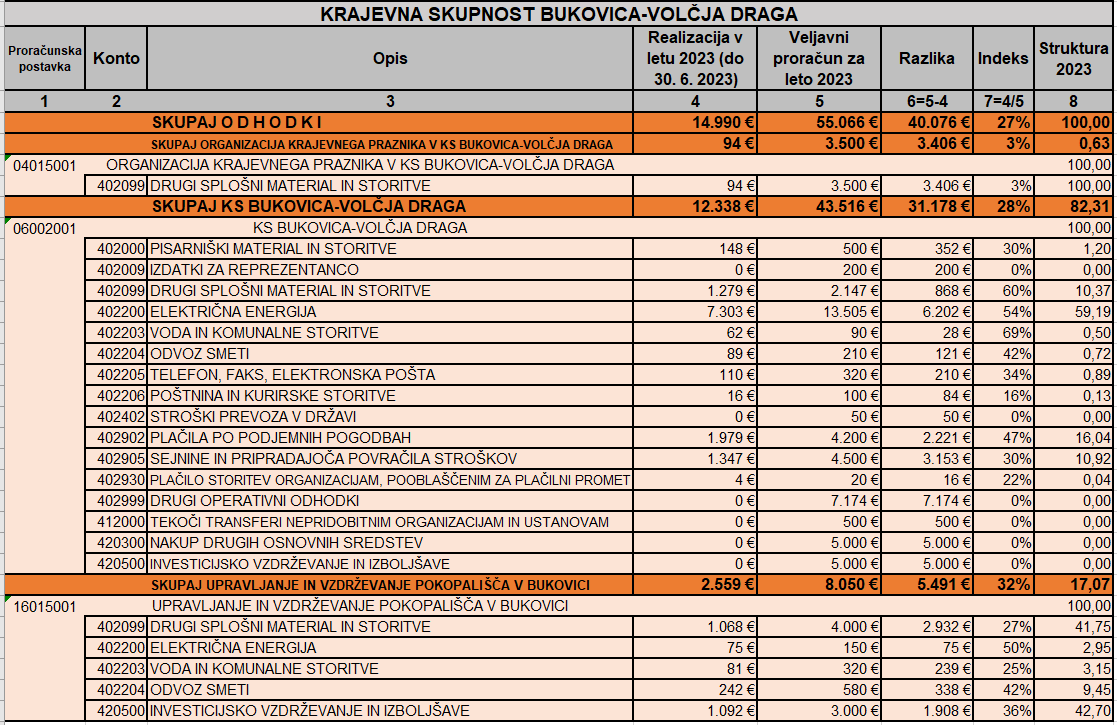 KRAJEVNA SKUPNOST BUKOVICA-VOLČJA DRAGA
Proračunska postavka Konto Opis Realizacija v letu 2023 (do 30. 6. 2023) Veljavni proračun za leto 2023 Razlika Indeks Struktura 2023
1 2 3 4 5 6=5-4 7=4/5 8
SKUPAJ O D H O D K I 14.990 € 55.066 € 40.076 € 27% 100,00
SKUPAJ ORGANIZACIJA KRAJEVNEGA PRAZNIKA V KS BUKOVICA-VOLČJA DRAGA 94 € 3.500 € 3.406 € 3% 0,63
04015001 ORGANIZACIJA KRAJEVNEGA PRAZNIKA V KS BUKOVICA-VOLČJA DRAGA 100,00
402099 DRUGI SPLOŠNI MATERIAL IN STORITVE 94 € 3.500 € 3.406 € 3% 100,00
SKUPAJ KS BUKOVICA-VOLČJA DRAGA 12.338 € 43.516 € 31.178 € 28% 82,31
06002001 KS BUKOVICA-VOLČJA DRAGA 100,00
402000 PISARNIŠKI MATERIAL IN STORITVE 148 € 500 € 352 € 30% 1,20
402009 IZDATKI ZA REPREZENTANCO 0 € 200 € 200 € 0% 0,00
402099 DRUGI SPLOŠNI MATERIAL IN STORITVE 1.279 € 2.147 € 868 € 60% 10,37
402200 ELEKTRIČNA ENERGIJA 7.303 € 13.505 € 6.202 € 54% 59,19
402203 VODA IN KOMUNALNE STORITVE 62 € 90 € 28 € 69% 0,50
402204 ODVOZ SMETI 89 € 210 € 121 € 42% 0,72
402205 TELEFON, FAKS, ELEKTRONSKA POŠTA 110 € 320 € 210 € 34% 0,89
402206 POŠTNINA IN KURIRSKE STORITVE 16 € 100 € 84 € 16% 0,13
402402 STROŠKI PREVOZA V DRŽAVI 0 € 50 € 50 € 0% 0,00
402902 PLAČILA PO PODJEMNIH POGODBAH 1.979 € 4.200 € 2.221 € 47% 16,04
402905 SEJNINE IN PRIPRADAJOČA POVRAČILA STROŠKOV 1.347 € 4.500 € 3.153 € 30% 10,92
402930 PLAČILO STORITEV ORGANIZACIJAM, POOBLAŠČENIM ZA PLAČILNI PROMET 4 € 20 € 16 € 22% 0,04
402999 DRUGI OPERATIVNI ODHODKI 0 € 7.174 € 7.174 € 0% 0,00
412000 TEKOČI TRANSFERI NEPRIDOBITNIM ORGANIZACIJAM IN USTANOVAM 0 € 500 € 500 € 0% 0,00
420300 NAKUP DRUGIH OSNOVNIH SREDSTEV 0 € 5.000 € 5.000 € 0% 0,00
420500 INVESTICIJSKO VZDRŽEVANJE IN IZBOLJŠAVE 0 € 5.000 € 5.000 € 0% 0,00
SKUPAJ UPRAVLJANJE IN VZDRŽEVANJE POKOPALIŠČA V BUKOVICI 2.559 € 8.050 € 5.491 € 32% 17,07
16015001 UPRAVLJANJE IN VZDRŽEVANJE POKOPALIŠČA V BUKOVICI 100,00
402099 DRUGI SPLOŠNI MATERIAL IN STORITVE 1.068 € 4.000 € 2.932 € 27% 41,75
402200 ELEKTRIČNA ENERGIJA 75 € 150 € 75 € 50% 2,95
402203 VODA IN KOMUNALNE STORITVE 81 € 320 € 239 € 25% 3,15
402204 ODVOZ SMETI 242 € 580 € 338 € 42% 9,45
420500 INVESTICIJSKO VZDRŽEVANJE IN IZBOLJŠAVE 1.092 € 3.000 € 1.908 € 36% 42,70